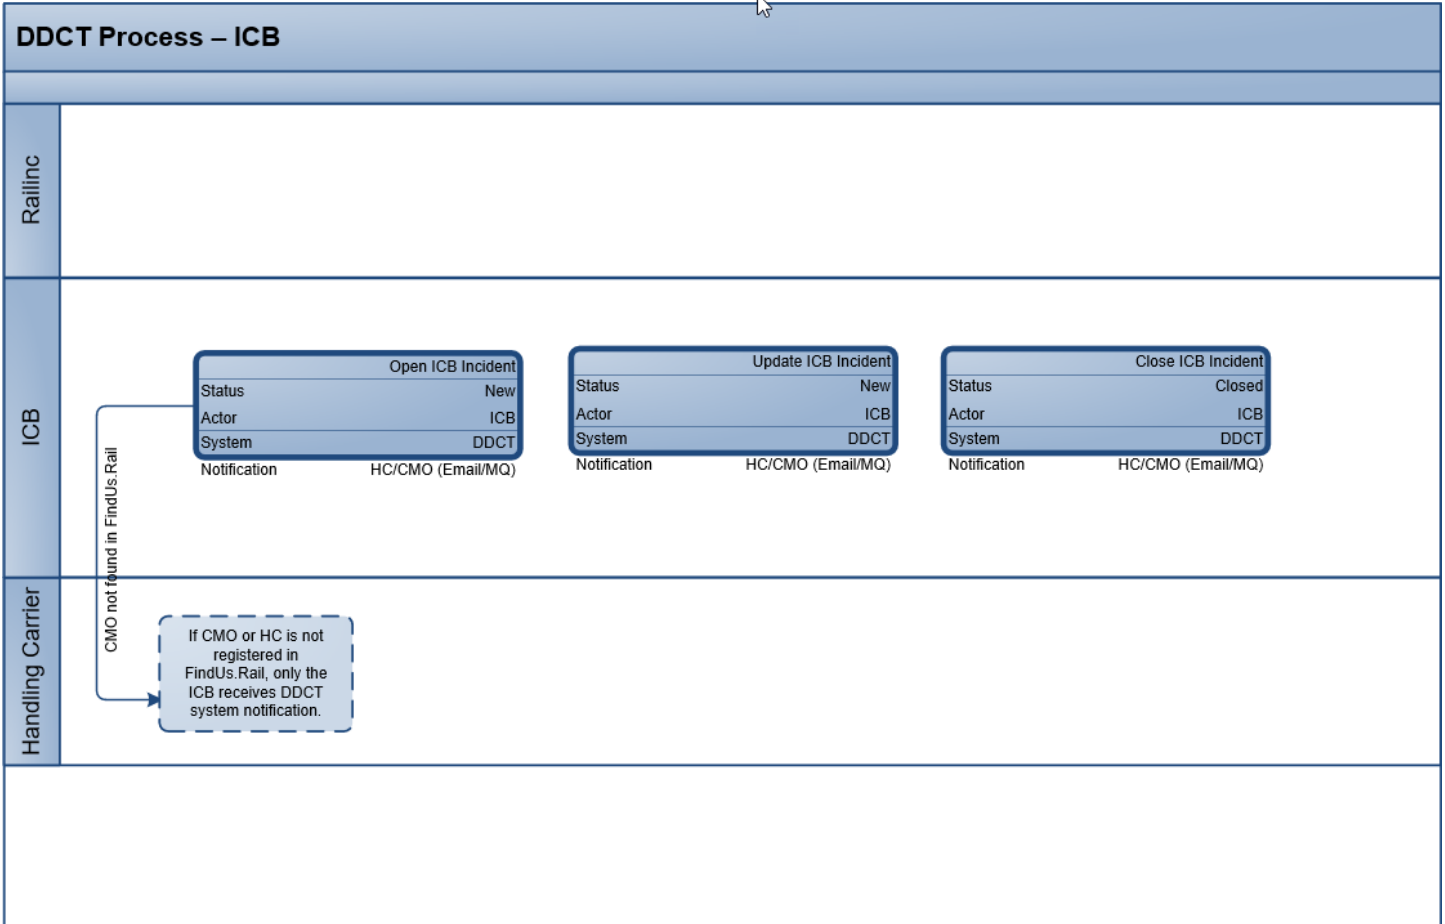 DDCT Process – ICB
Railinc
ICB
Open ICB Incident
Status New
Actor ICB
System DDCT
Notification HC/CMO (Email/MQ)
Update ICB Incident
Status New
Actor ICB
System DDCT
Notification HC/CMO (Email/MQ)
Close ICB Incident
Status Closed
Actor ICB
System DDCT
Notification HC/CMO (Email/MQ)
CMO not found in FindUs.Rail
Handling Carrier
If CMO or HC is not
registered in
FindUs.Rail, only the
ICB receives DDCT
system notification.